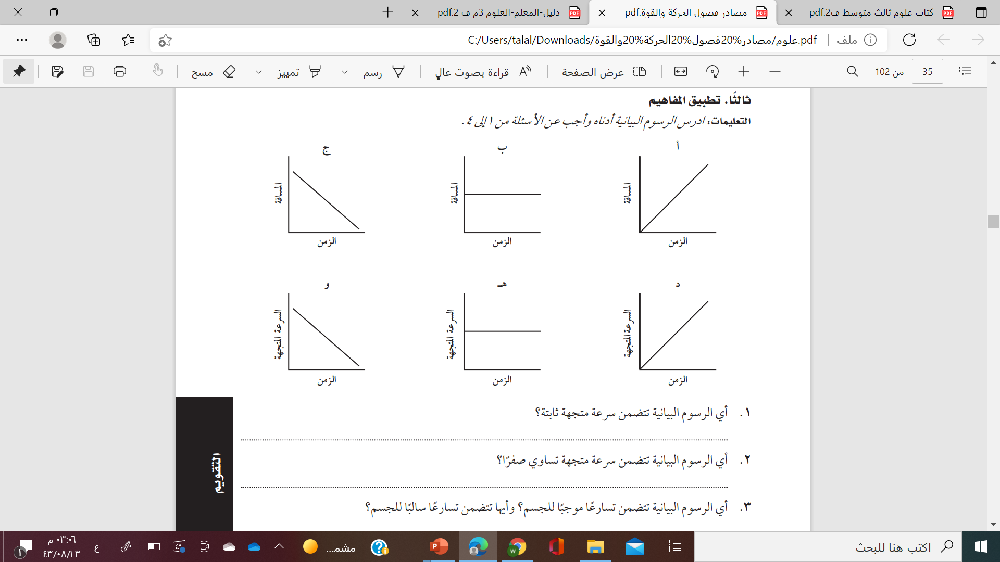 كتاب علوم ثالث متوسط ف2.pdf
مصادر فصول الحركة والقوة.pdf
دليل-المعلم-العلوم 3م ف 2.pdf
ملف
C:/Users/talal/Downloads/علوم/مصادر%20فصول%20الحركة%20والقوة.pdf
35
من 102
عرض الصفحة
قراءة بصوت عالٍ
رسم
تمييز
مسح
ثالثًا. تطبيق المفاهيم
التعليمات: ادرس الرسوم البيانية أدناه وأجب عن الأسئلة من ١ إلى ٤.
أ
ب
ج
المسافة
المسافة
المسافة
الزمن
الزمن
الزمن
د
هـ
و
السرعة المتجهة
السرعة المتجهة
السرعة المتجهة
الزمن
الزمن
الزمن
١. أي الرسوم البيانية تتضمن سرعة متجهة ثابتة؟
٢. أي الرسوم البيانية تتضمن سرعة متجهة تساوي صفرًا؟
٣. أي الرسوم البيانية تتضمن تسارعًا موجبًا للجسم؟ وأيها تتضمن تسارعًا سالبًا للجسم؟
التقويم
اكتب هنا للبحث
مشمـ...
ع
٠٣:٠٦ م
٤٣/٠٨/٢٣
١